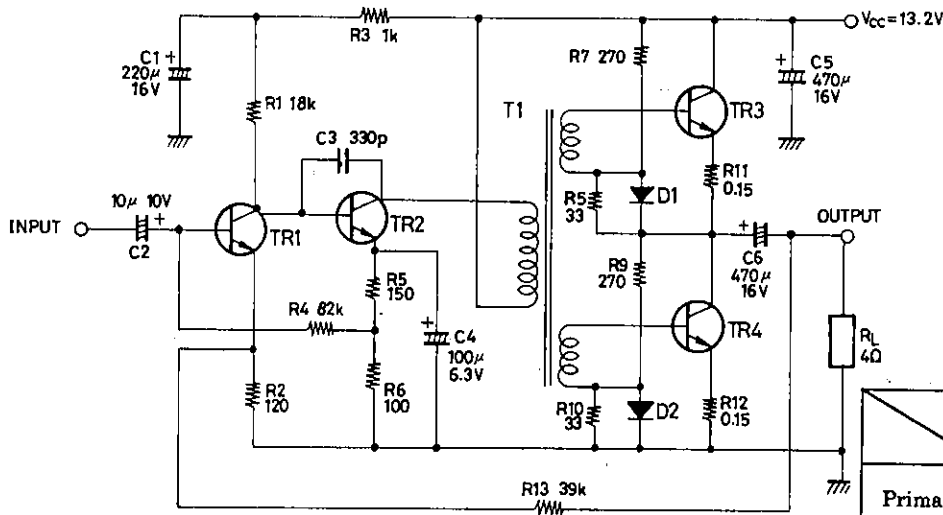 VCC=13.2V
R3 1k
C1 +
220μ
16V
R7 270
+ C5
470μ
16V
R1 18k
T1
TR3
C3 330p
R11
0.15
10μ 10V
R5
33
D1
INPUT
+
C2
TR1
TR2
OUTPUT
+
C6
470μ
16V
R9
270
R5
150
R4 82k
+
C4
100μ
6.3V
TR4
RL
4Ω
R2
120
R6
100
R10
33
D2
R12
0.15
R13 39k
Prima